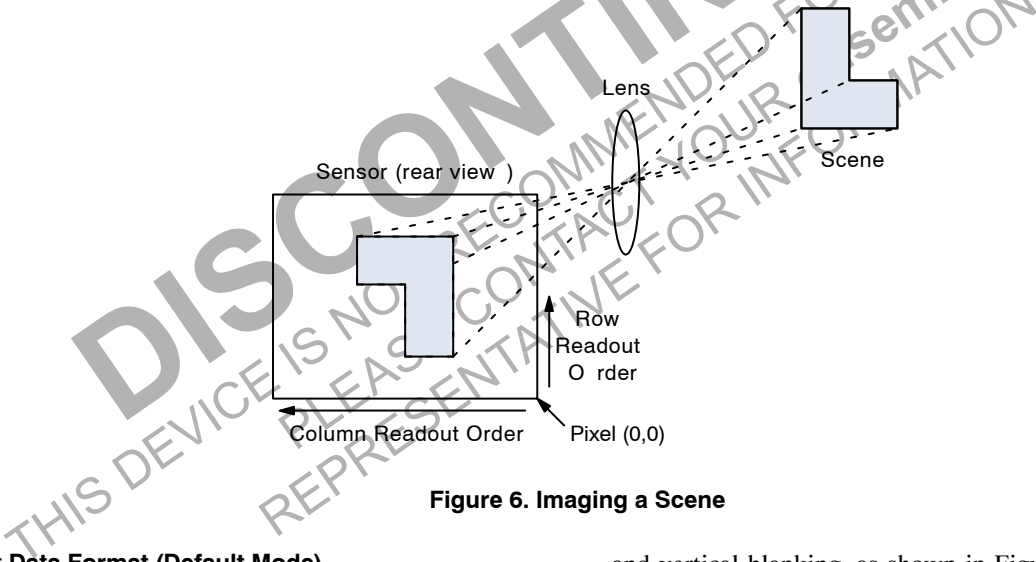 DISCONTIN
THIS DEVICE IS NOT RECOMMENDED FO
PLEASE CONTACT YOUR
REPRESENTATIVE FOR INFORMATION
Lens
Scene
Sensor (rear view )
Row
Readout
O rder
Column Readout Order
Pixel (0,0)
Figure 6. Imaging a Scene
Data Format (Default Mode)
and vertical blanking, as shown in Fig